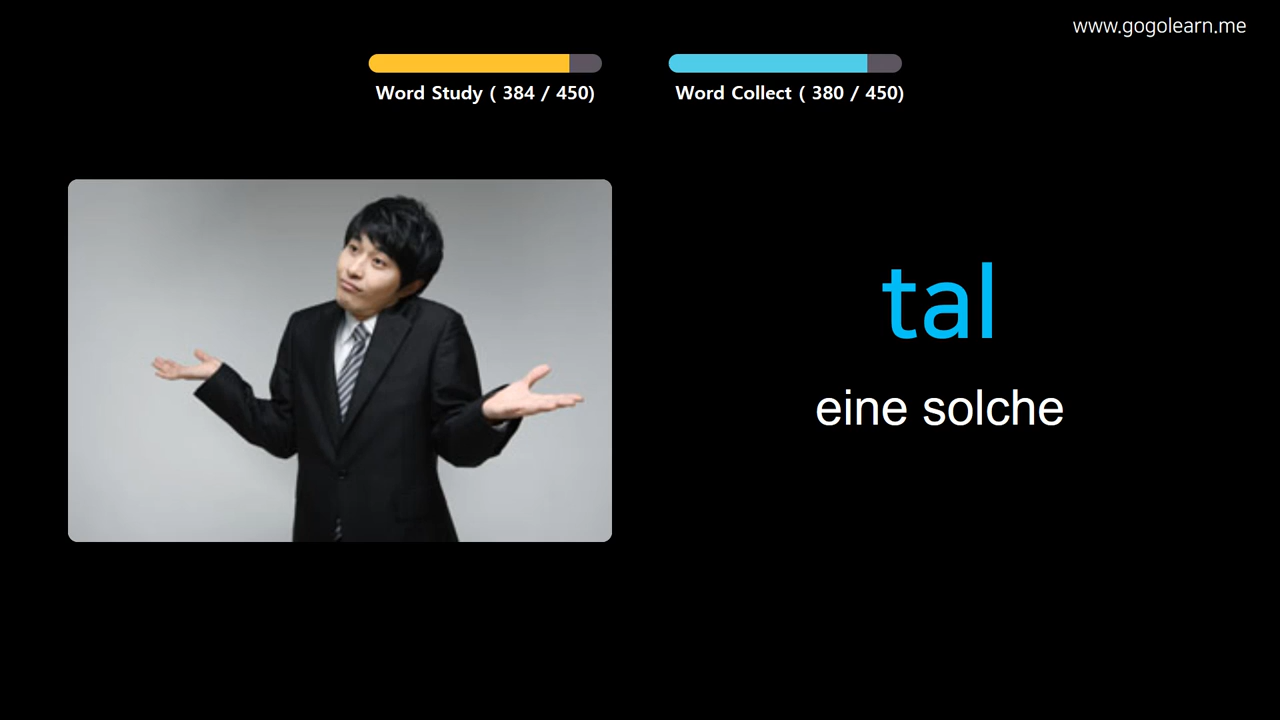 www.gogolearn.me
Word Study ( 384 / 450)
Word Collect ( 380 / 450)
tal
eine solche